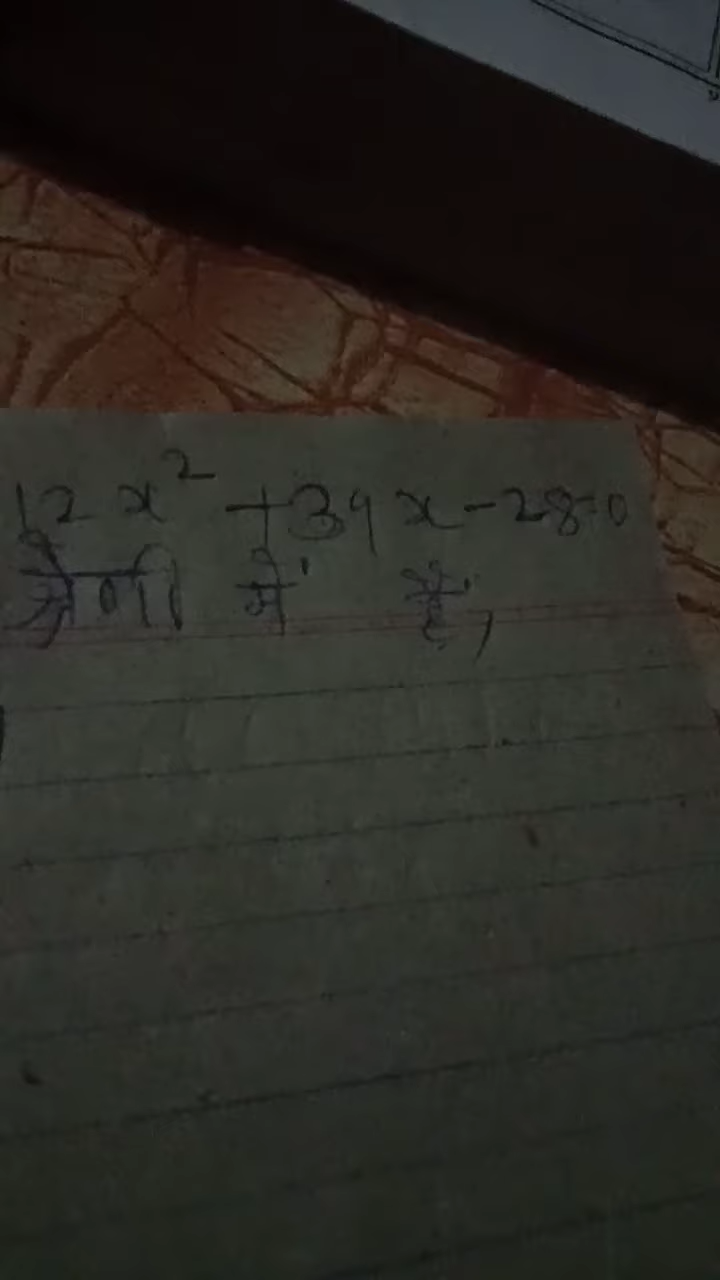 12x² + 39x - 28 = 0
श्रेणी में हैं,